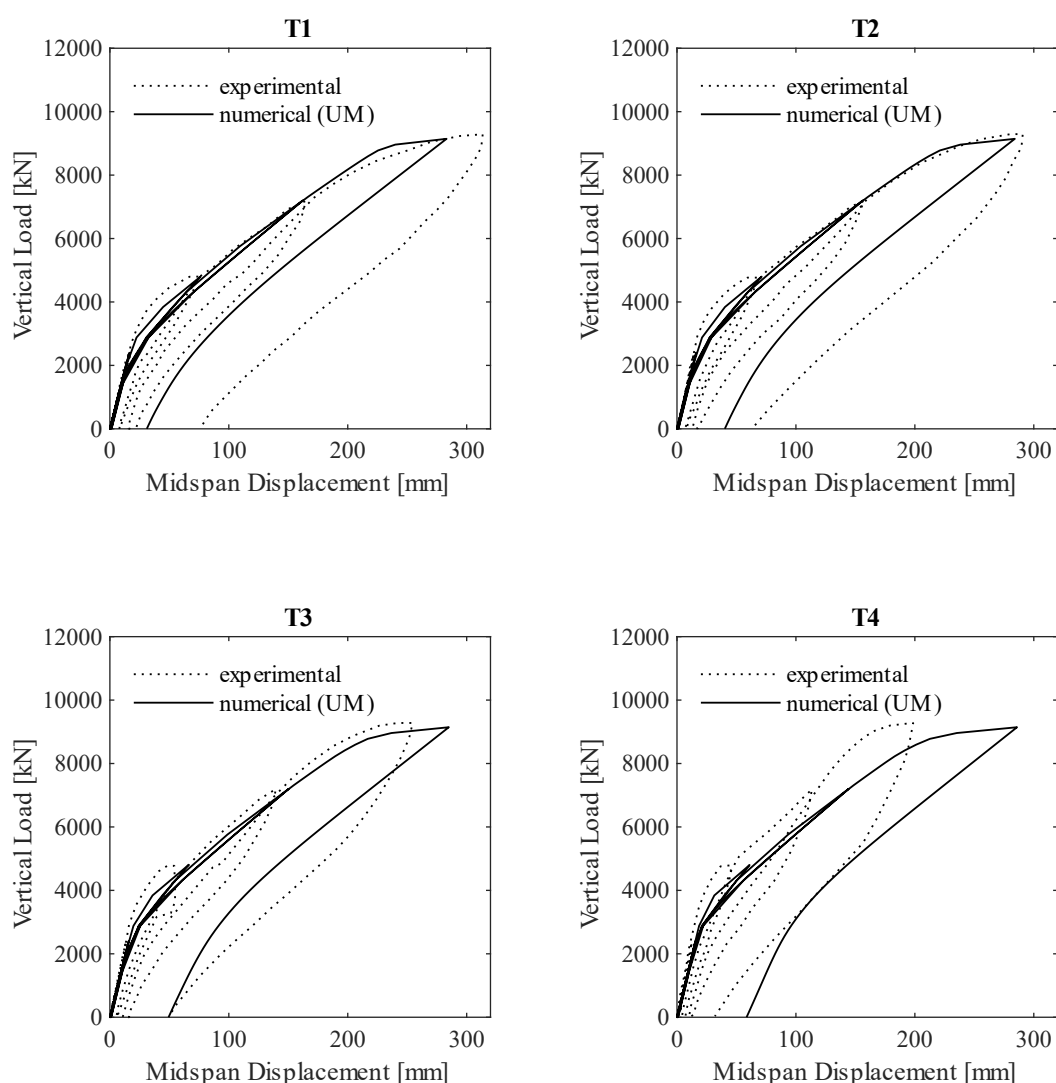 T1
12000
10000
8000
6000
4000
2000
0
Vertical Load [kN]
experimental
numerical (UM)
0 100 200 300
Midspan Displacement [mm]
T2
12000
10000
8000
6000
4000
2000
0
Vertical Load [kN]
experimental
numerical (UM)
0 100 200 300
Midspan Displacement [mm]
T3
12000
10000
8000
6000
4000
2000
0
Vertical Load [kN]
experimental
numerical (UM)
0 100 200 300
Midspan Displacement [mm]
T4
12000
10000
8000
6000
4000
2000
0
Vertical Load [kN]
experimental
numerical (UM)
0 100 200 300
Midspan Displacement [mm]